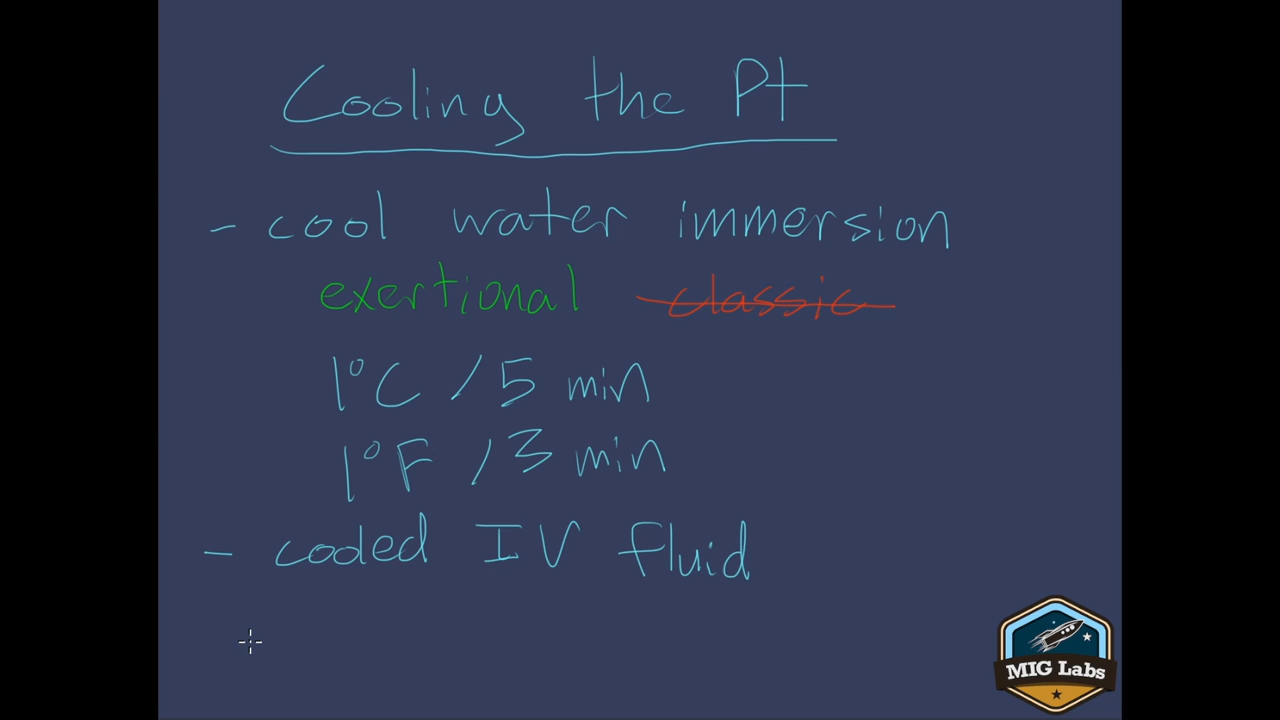 Cooling the Pt
- cool water immersion
exertional classic
1°C / 5 min
1°F / 3 min
- cooled IV fluid
MIG Labs